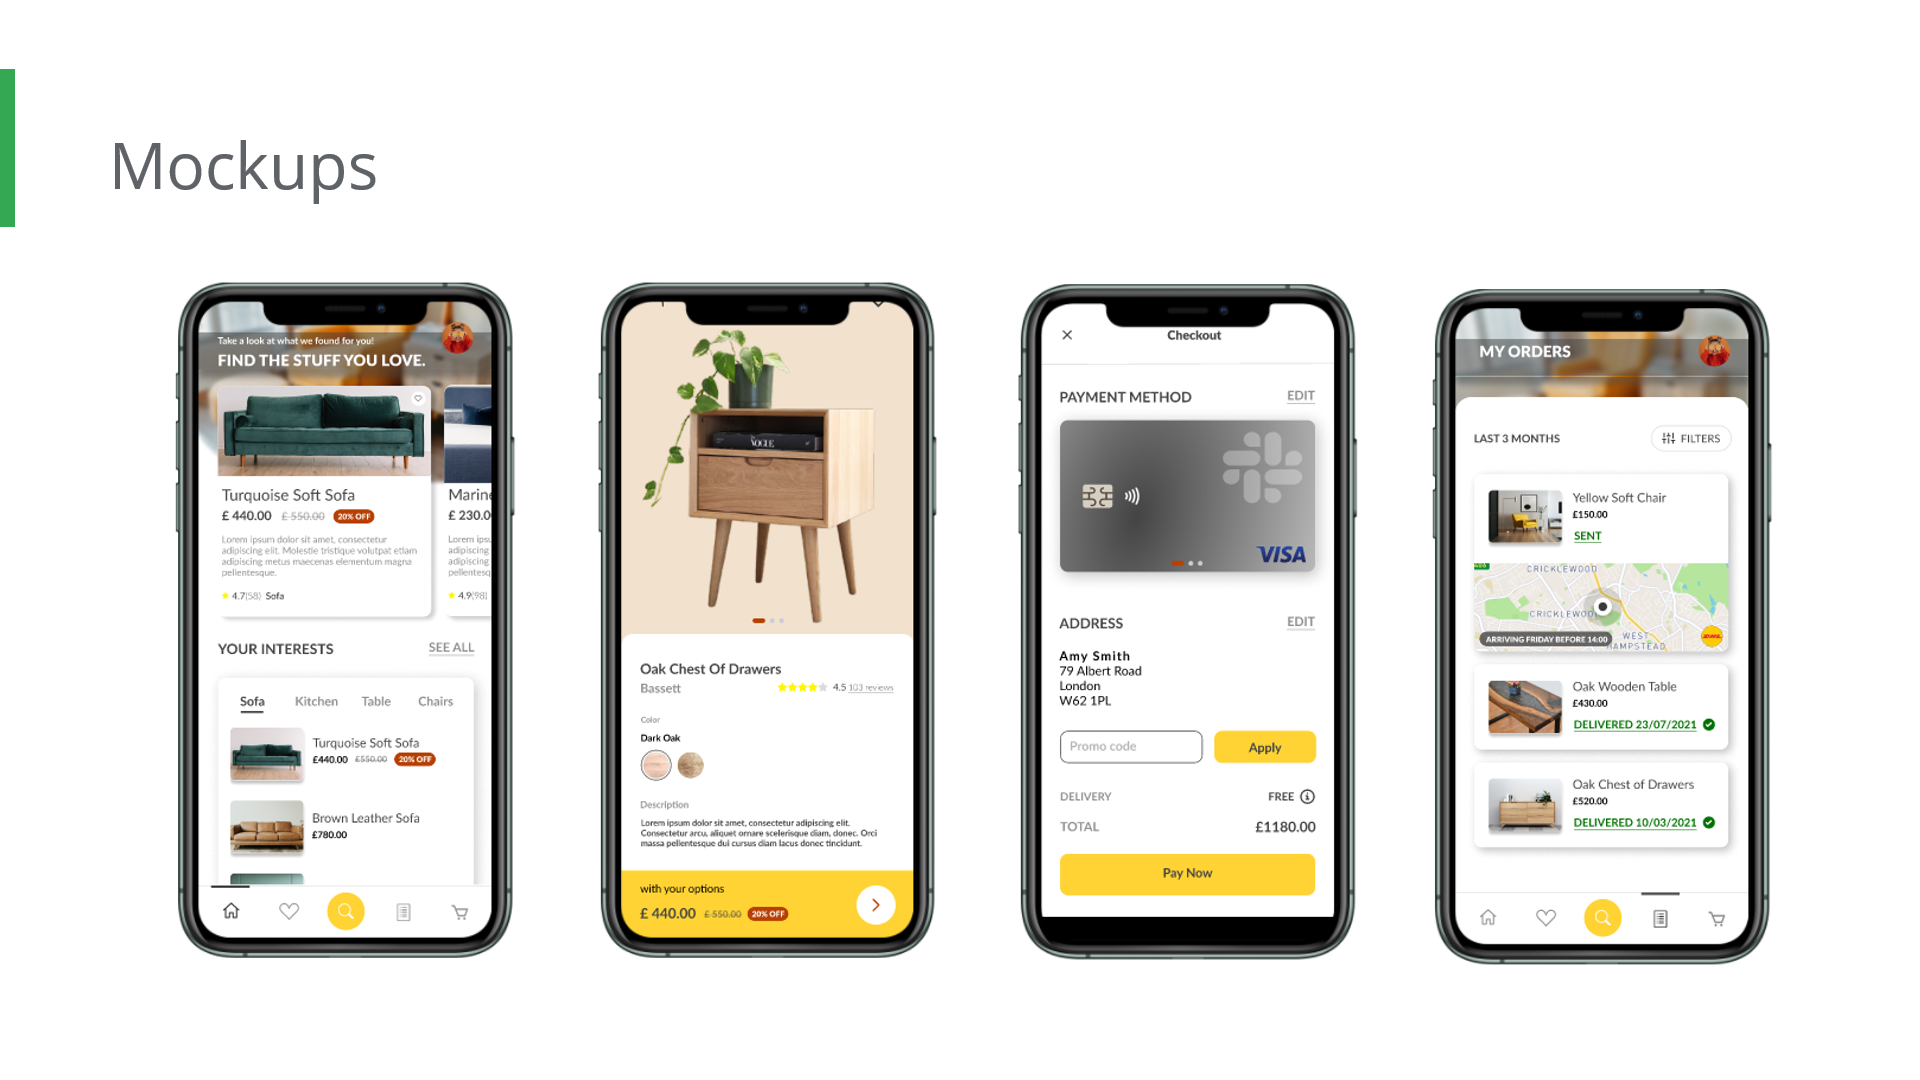 Mockups
Take a look at what we found for you!
FIND THE STUFF YOU LOVE.
Turquoise Soft Sofa
£ 440.00 £ 550.00 20% OFF
Lorem ipsum dolor sit amet, consectetur
adipiscing elit. Molestie tristique volutpat etiam
adipiscing metus maecenas elementum magna
pellentesque.
4.7(58) Sofa
Marine
£ 230.0
Lorem ipsu
adipiscing
adipiscing
pellentesq
4.9(98)
YOUR INTERESTS SEE ALL
Sofa Kitchen Table Chairs
Turquoise Soft Sofa
£440.00 £550.00 20% OFF
Brown Leather Sofa
£780.00
VOGUE
Oak Chest Of Drawers
Bassett 4.5 103 reviews
Color
Dark Oak
Description
Lorem ipsum dolor sit amet, consectetur adipiscing elit.
Consectetur arcu, aliquet ornare scelerisque diam, donec. Orci
massa pellentesque dui cursus diam lacus donec tincidunt.
with your options
£ 440.00 £ 550.00 20% OFF
Checkout
PAYMENT METHOD EDIT
VISA
ADDRESS EDIT
Amy Smith
79 Albert Road
London
W62 1PL
Promo code Apply
DELIVERY FREE
TOTAL £1180.00
Pay Now
MY ORDERS
LAST 3 MONTHS FILTERS
Yellow Soft Chair
£150.00
SENT
CRICKLEWOOD
CRICKLEWOOD
ARRIVING FRIDAY BEFORE 14:00
WEST
HAMPSTEAD
DHL
Oak Wooden Table
£430.00
DELIVERED 23/07/2021
Oak Chest of Drawers
£520.00
DELIVERED 10/03/2021